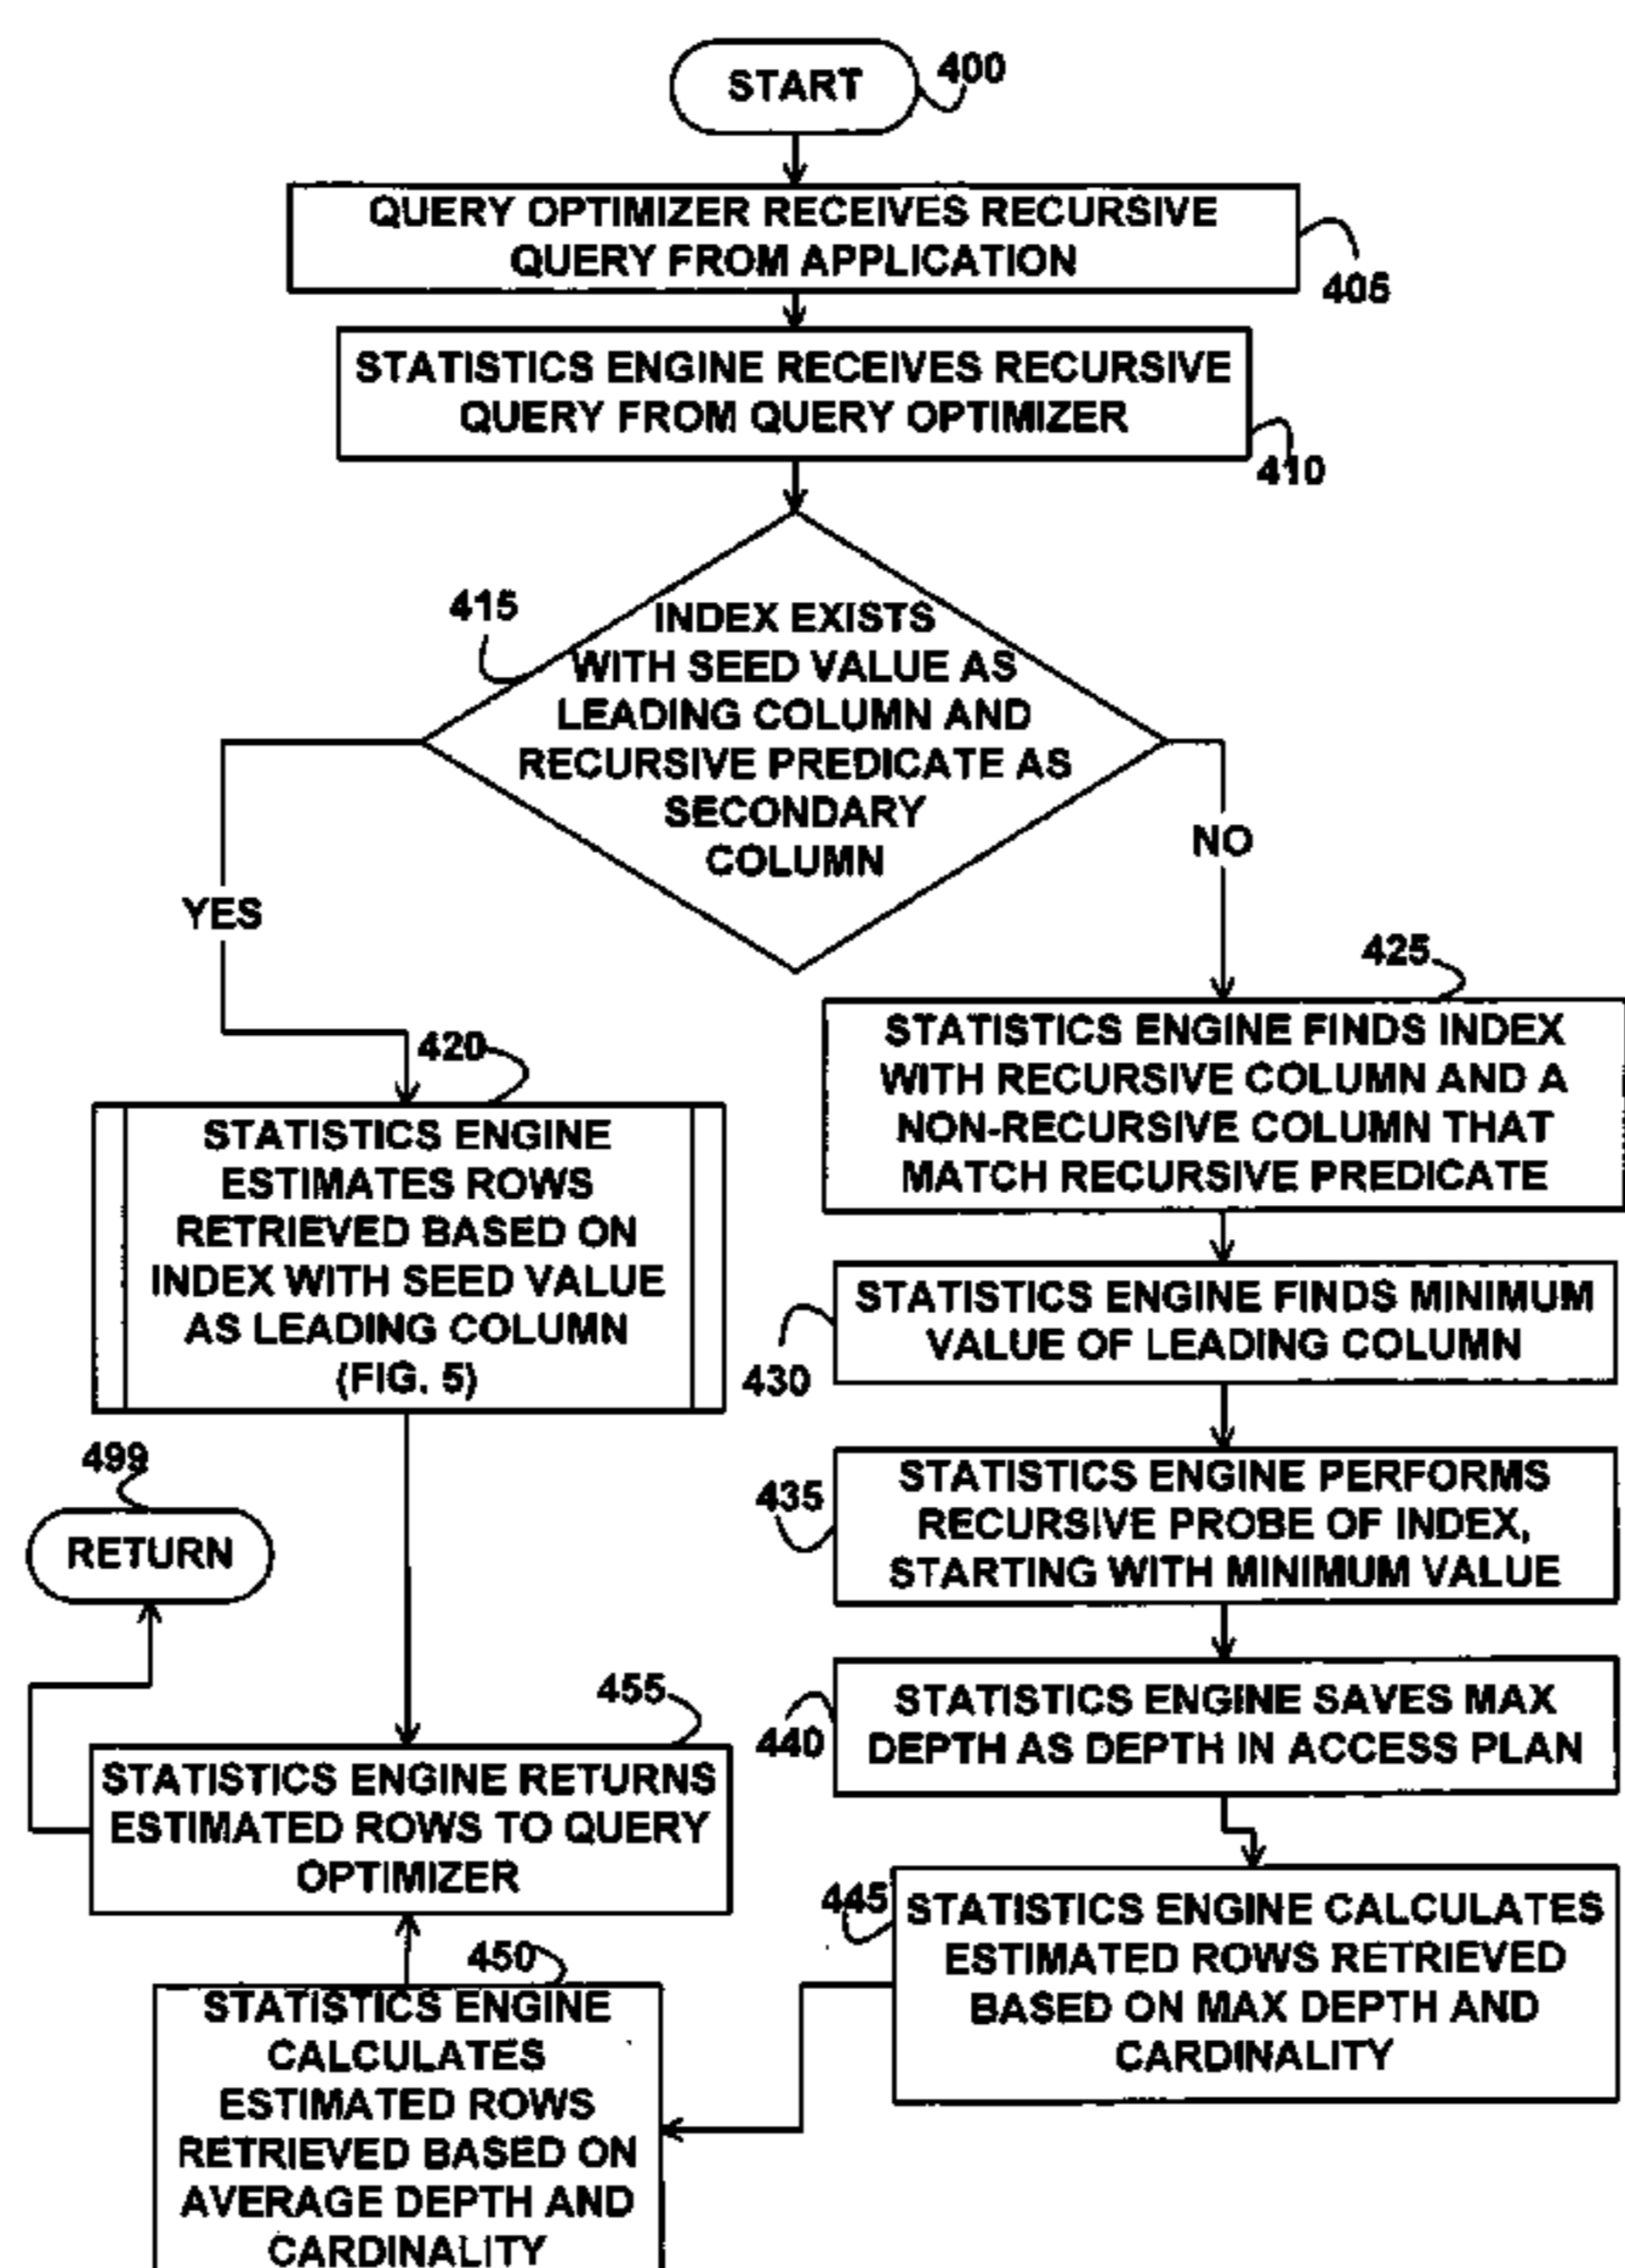 START
400
QUERY OPTIMIZER RECEIVES RECURSIVE
QUERY FROM APPLICATION
405
STATISTICS ENGINE RECEIVES RECURSIVE
QUERY FROM QUERY OPTIMIZER
410
415
INDEX EXISTS
WITH SEED VALUE AS
LEADING COLUMN AND
RECURSIVE PREDICATE AS
SECONDARY
COLUMN
YES
NO
420
STATISTICS ENGINE
ESTIMATES ROWS
RETRIEVED BASED ON
INDEX WITH SEED VALUE
AS LEADING COLUMN
(FIG. 5)
425
STATISTICS ENGINE FINDS INDEX
WITH RECURSIVE COLUMN AND A
NON-RECURSIVE COLUMN THAT
MATCH RECURSIVE PREDICATE
430
STATISTICS ENGINE FINDS MINIMUM
VALUE OF LEADING COLUMN
435
STATISTICS ENGINE PERFORMS
RECURSIVE PROBE OF INDEX,
STARTING WITH MINIMUM VALUE
440
STATISTICS ENGINE SAVES MAX
DEPTH AS DEPTH IN ACCESS PLAN
445
STATISTICS ENGINE CALCULATES
ESTIMATED ROWS RETRIEVED
BASED ON MAX DEPTH AND
CARDINALITY
450
STATISTICS ENGINE
CALCULATES
ESTIMATED ROWS
RETRIEVED BASED ON
AVERAGE DEPTH AND
CARDINALITY
455
STATISTICS ENGINE RETURNS
ESTIMATED ROWS TO QUERY
OPTIMIZER
499
RETURN